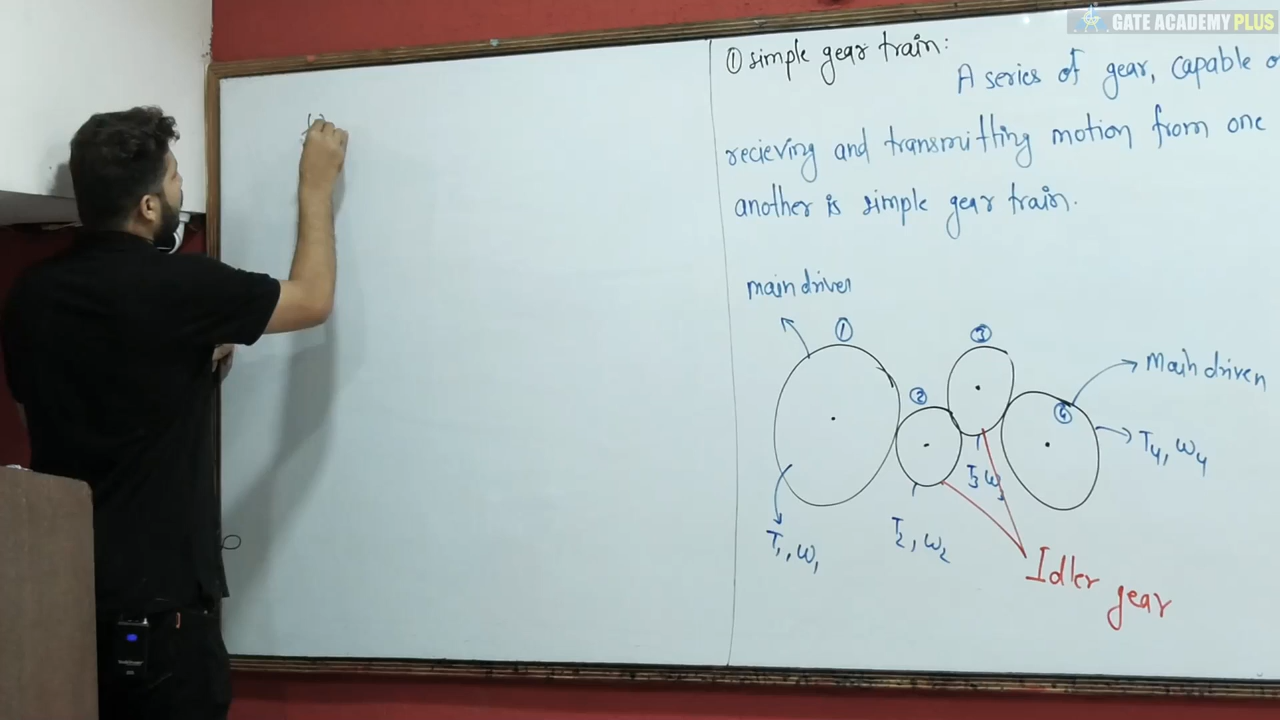 GATE ACADEMY PLUS
① simple gear train:
A series of gear, capable o
recieving and transmitting motion from one
another is simple gear train.
main driver
① ② ③ ④
Main driven
T₁, ω₁
T₂, ω₂
T₃ ω₃
T₄, ω₄
Idler gear